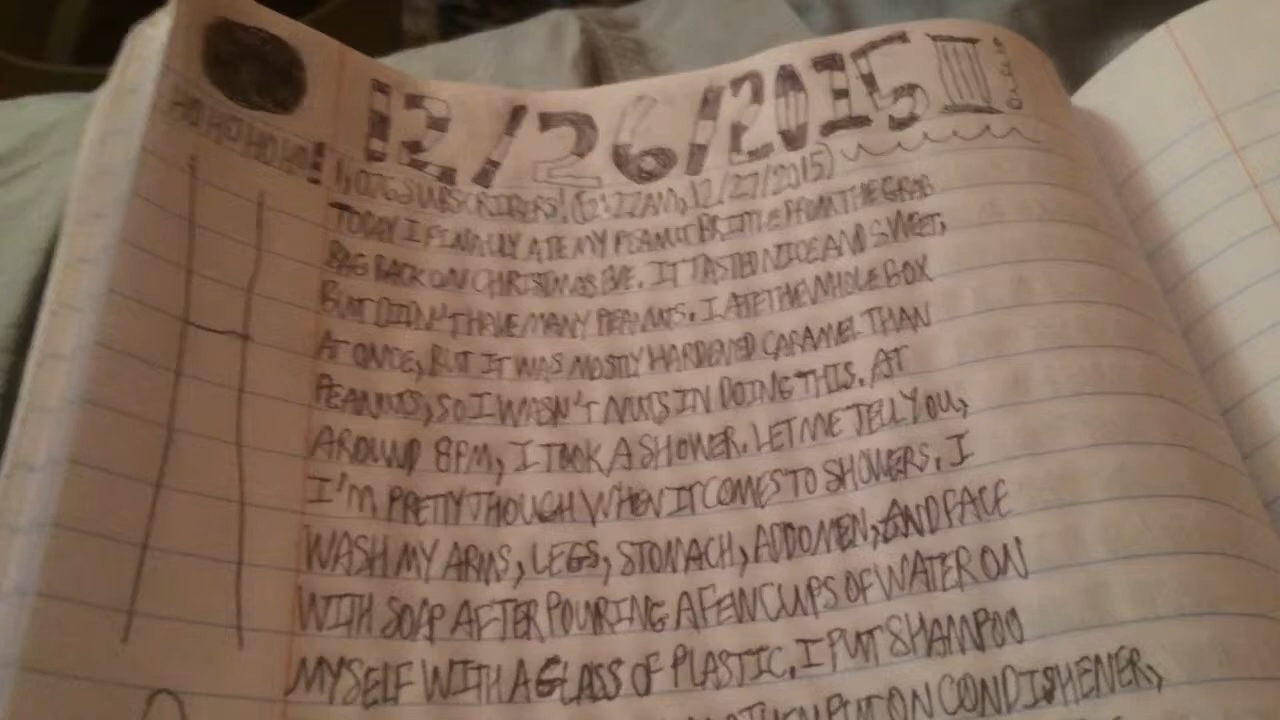 12/26/2015
HO HO HO HO!
1,076 SUBSCRIBERS! (2:22AM, 12/27/2015)
TODAY I FINALLY ATE MY PEANUT BRITTLE FROM THE GRAB
BAG BACK ON CHRISTMAS EVE. IT TASTED NICE AND SWEET,
BUT DIDN'T HAVE MANY PEANUTS. I ATE THE WHOLE BOX
AT ONCE, BUT IT WAS MOSTLY HARDENED CARAMEL THAN
PEANUTS, SO I WASN'T NUTS IN DOING THIS. AT
AROUND 8PM, I TOOK A SHOWER. LET ME TELL YOU,
I'M PRETTY THOUGH WHEN IT COMES TO SHOWERS. I
WASH MY ARMS, LEGS, STOMACH, ADDOMEN, AND FACE
WITH SOAP AFTER POURING A FEW CUPS OF WATER ON
MYSELF WITH A GLASS OF PLASTIC. I PUT SHAMPOO
THEN PUT ON CONDISHENER,